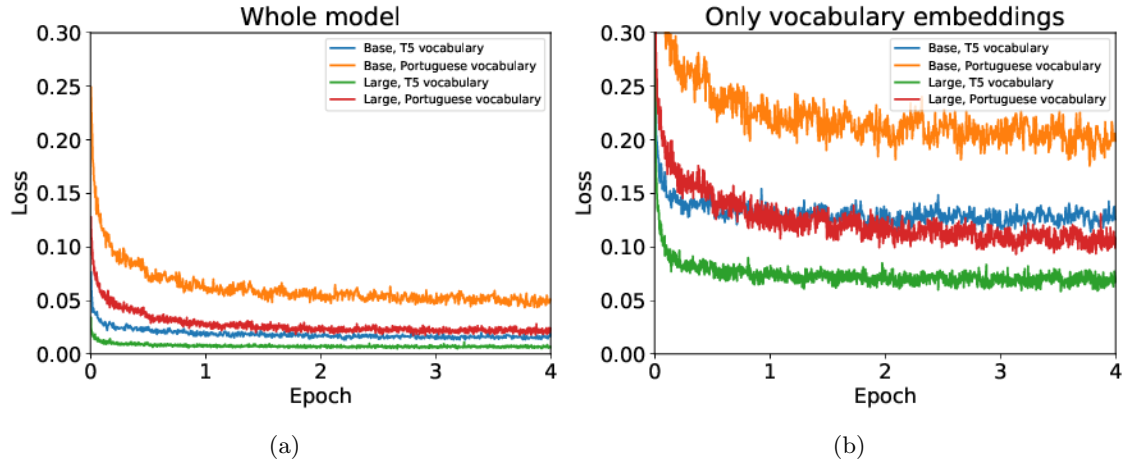 Whole model
0.30
0.25
0.20
0.15
0.10
0.05
0.00
Loss
0
1
2
3
4
Epoch
Base, T5 vocabulary
Base, Portuguese vocabulary
Large, T5 vocabulary
Large, Portuguese vocabulary
(a)
Only vocabulary embeddings
0.30
0.25
0.20
0.15
0.10
0.05
0.00
Loss
0
1
2
3
4
Epoch
Base, T5 vocabulary
Base, Portuguese vocabulary
Large, T5 vocabulary
Large, Portuguese vocabulary
(b)